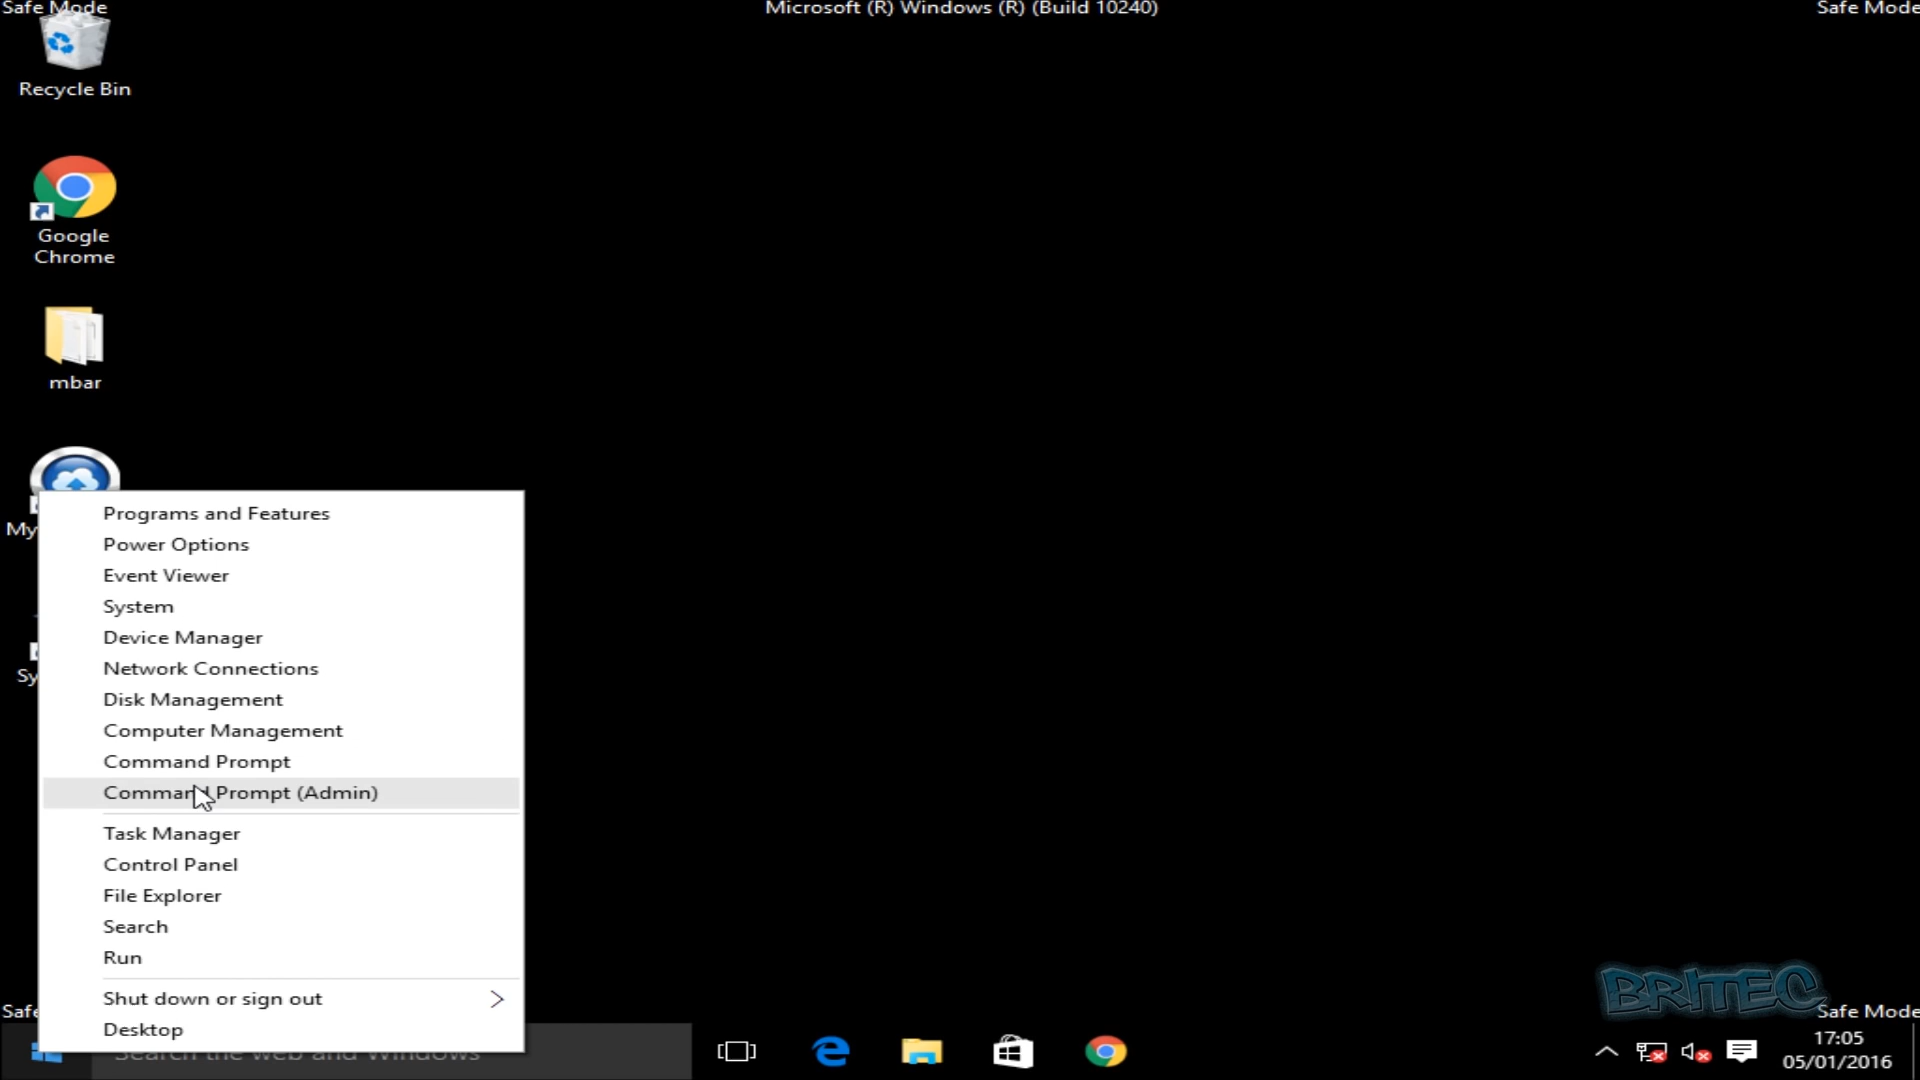 Safe Mode
Microsoft (R) Windows (R) (Build 10240)
Safe Mode
Recycle Bin
Google
Chrome
mbar
My
Sy
Programs and Features
Power Options
Event Viewer
System
Device Manager
Network Connections
Disk Management
Computer Management
Command Prompt
Command Prompt (Admin)
Task Manager
Control Panel
File Explorer
Search
Run
Shut down or sign out
Desktop
Search the web and Windows
BRITEC
Safe
Safe Mode
17:05
05/01/2016